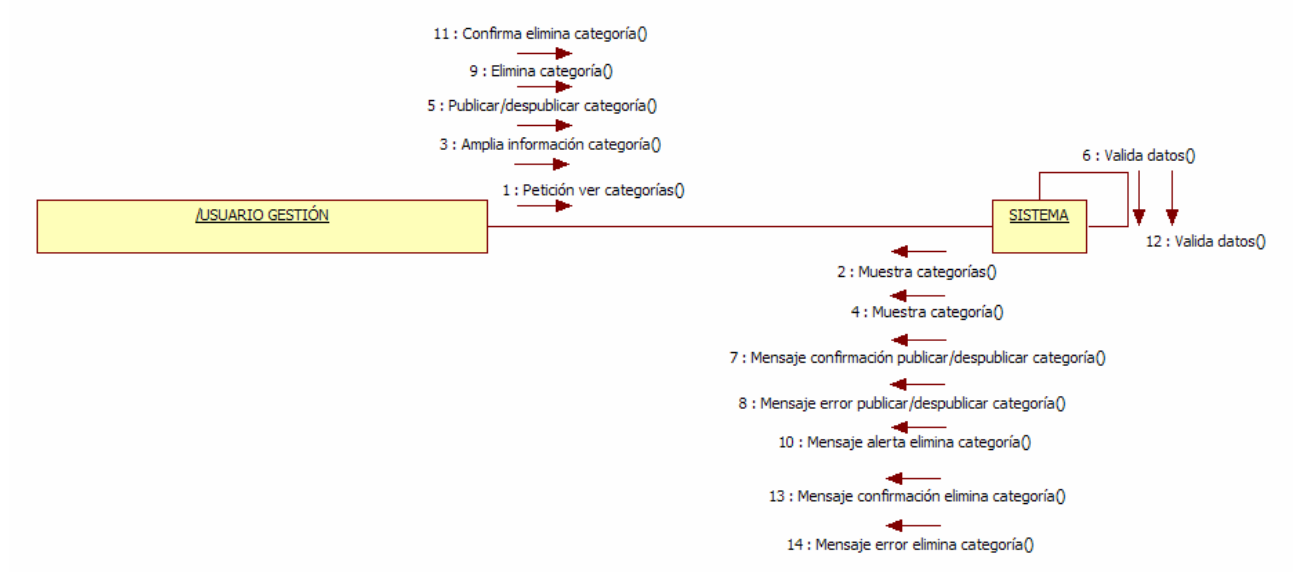 11 : Confirma elimina categoría()
9 : Elimina categoría()
5 : Publicar/despublicar categoría()
3 : Amplia información categoría()
6 : Valida datos()
1 : Petición ver categorías()
/USUARIO GESTIÓN
SISTEMA
12 : Valida datos()
2 : Muestra categorías()
4 : Muestra categoría()
7 : Mensaje confirmación publicar/despublicar categoría()
8 : Mensaje error publicar/despublicar categoría()
10 : Mensaje alerta elimina categoría()
13 : Mensaje confirmación elimina categoría()
14 : Mensaje error elimina categoría()